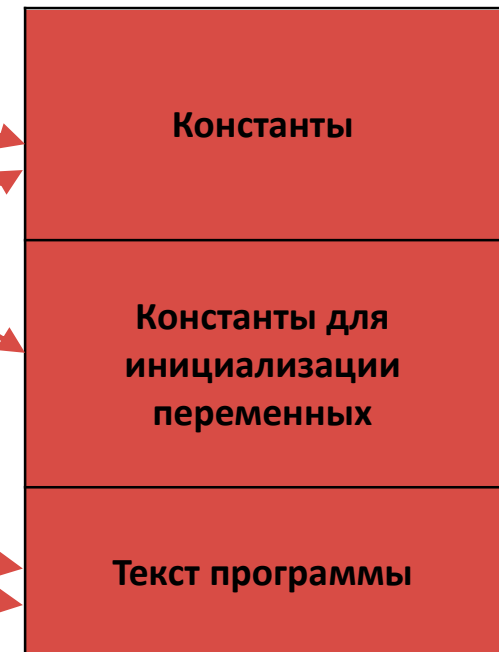 Константы
Константы для
инициализации
переменных
Текст программы